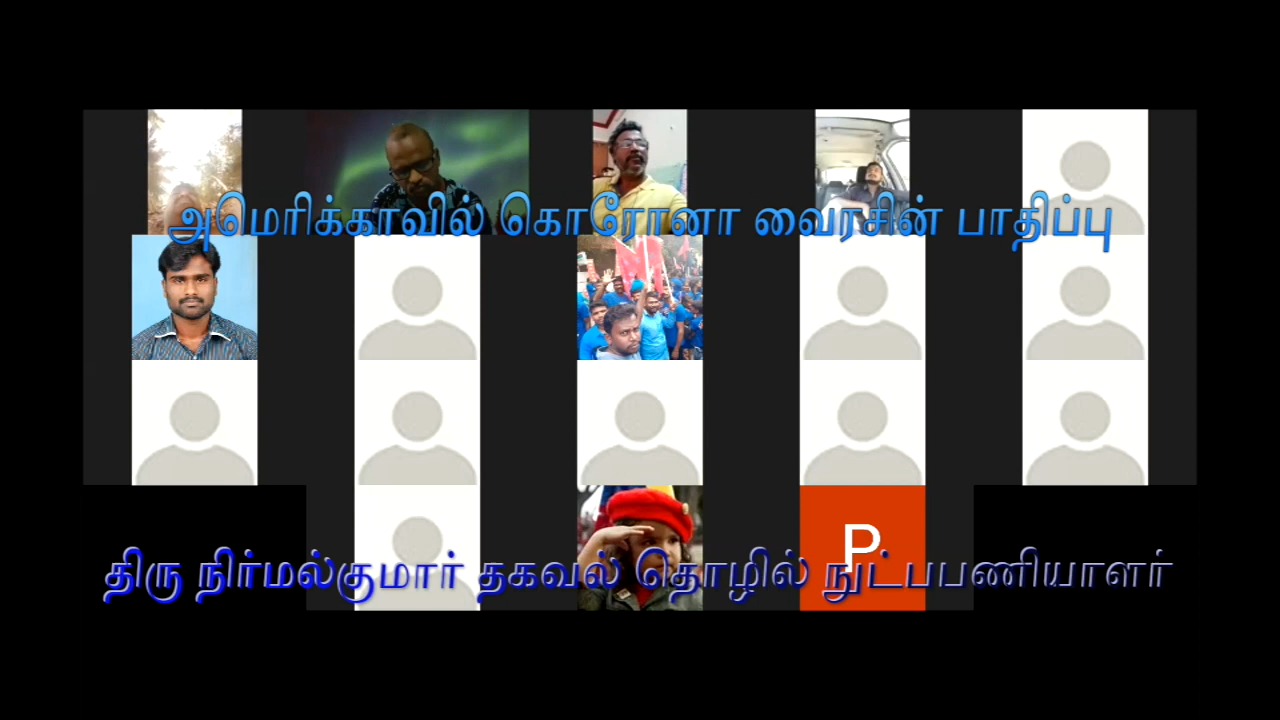 அமெரிக்காவில் கொரோனா வைரசின் பாதிப்பு
P
திரு நிர்மல்குமார் தகவல் தொழில் நுட்பபணியாளர்